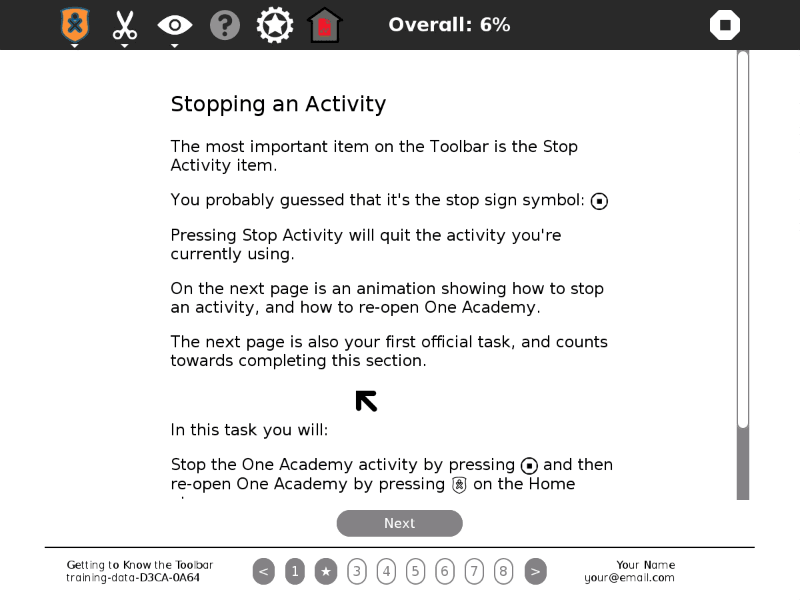 Overall: 6%
Stopping an Activity
The most important item on the Toolbar is the Stop
Activity item.
You probably guessed that it's the stop sign symbol:
Pressing Stop Activity will quit the activity you're
currently using.
On the next page is an animation showing how to stop
an activity, and how to re-open One Academy.
The next page is also your first official task, and counts
towards completing this section.
In this task you will:
Stop the One Academy activity by pressing and then
re-open One Academy by pressing on the Home
Next
Getting to Know the Toolbar
training-data-D3CA-0A64
< 1 ★ 3 4 5 6 7 8 >
Your Name
your@email.com